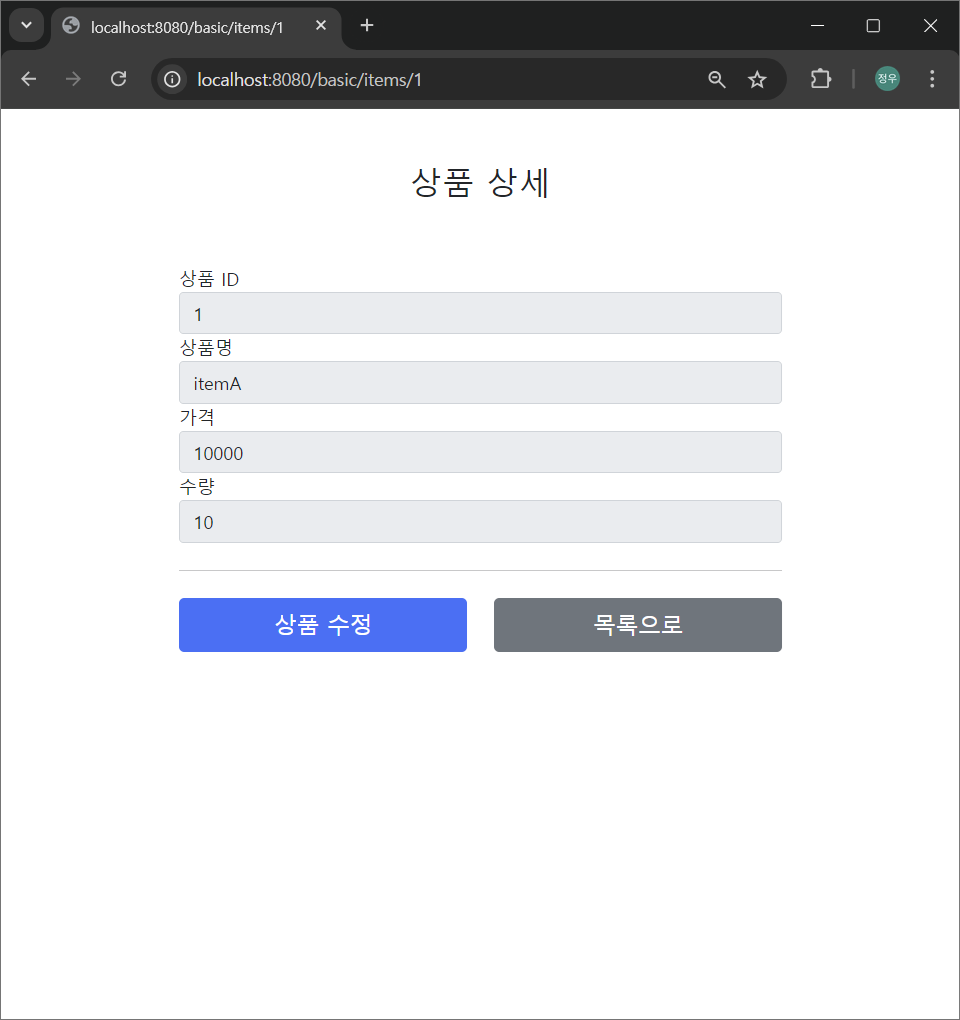 localhost:8080/basic/items/1
localhost:8080/basic/items/1
정우
상품 상세
상품 ID
1
상품명
itemA
가격
10000
수량
10
상품 수정
목록으로